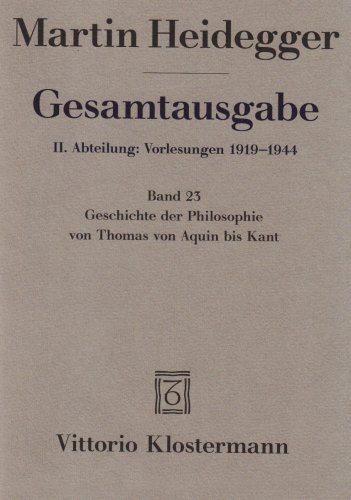 Martin Heidegger
Gesamtausgabe
II. Abteilung: Vorlesungen 1919–1944
Band 23
Geschichte der Philosophie
von Thomas von Aquin bis Kant
Vittorio Klostermann